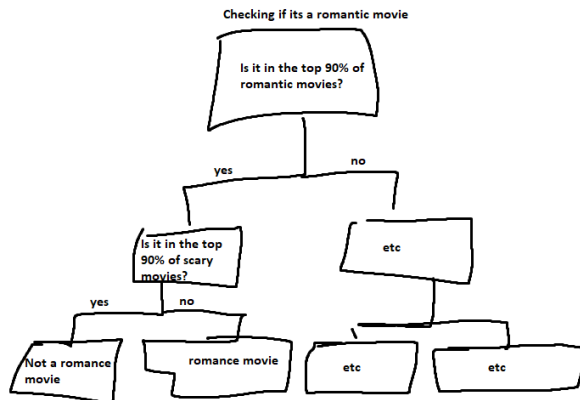 Checking if its a romantic movie
Is it in the top 90% of
romantic movies?
yes
no
Is it in the top
90% of scary
movies?
etc
yes
no
Not a romance
movie
romance movie
etc
etc